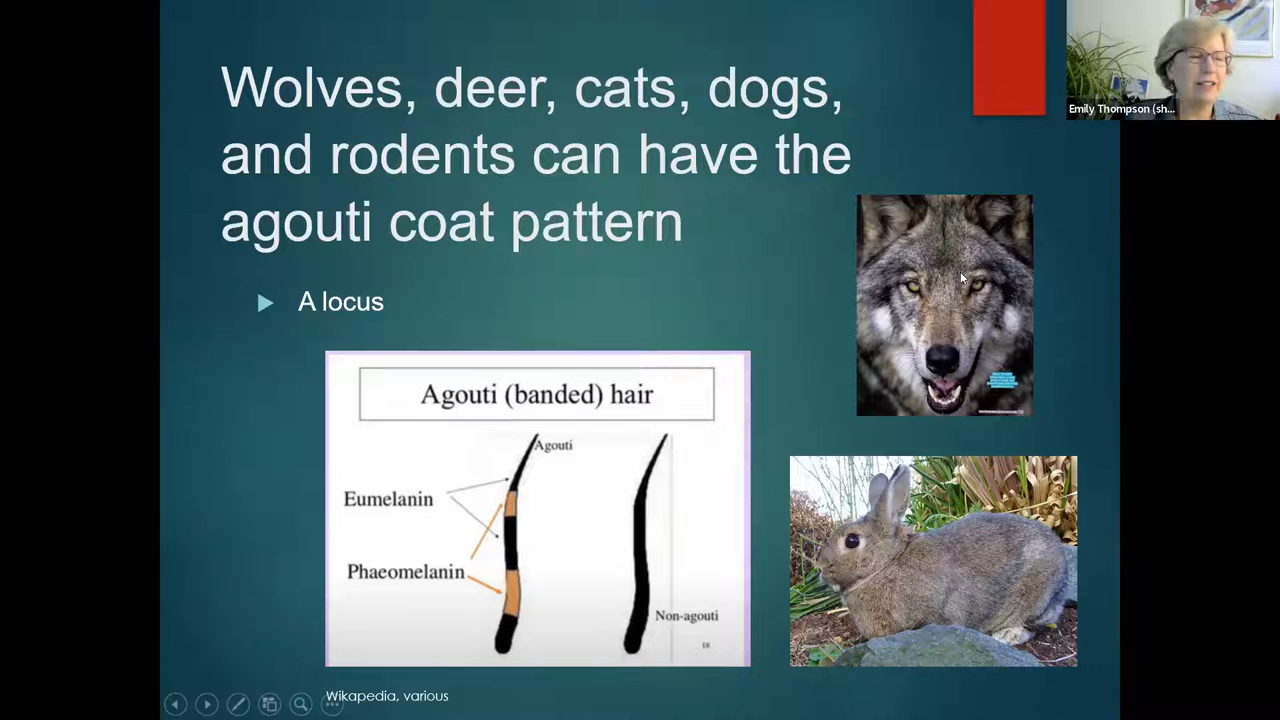 Wolves, deer, cats, dogs,
and rodents can have the
agouti coat pattern
A locus
Agouti (banded) hair
Agouti
Eumelanin
Phaeomelanin
Non-agouti
18
Wikapedia, various
Emily Thompson (sh...